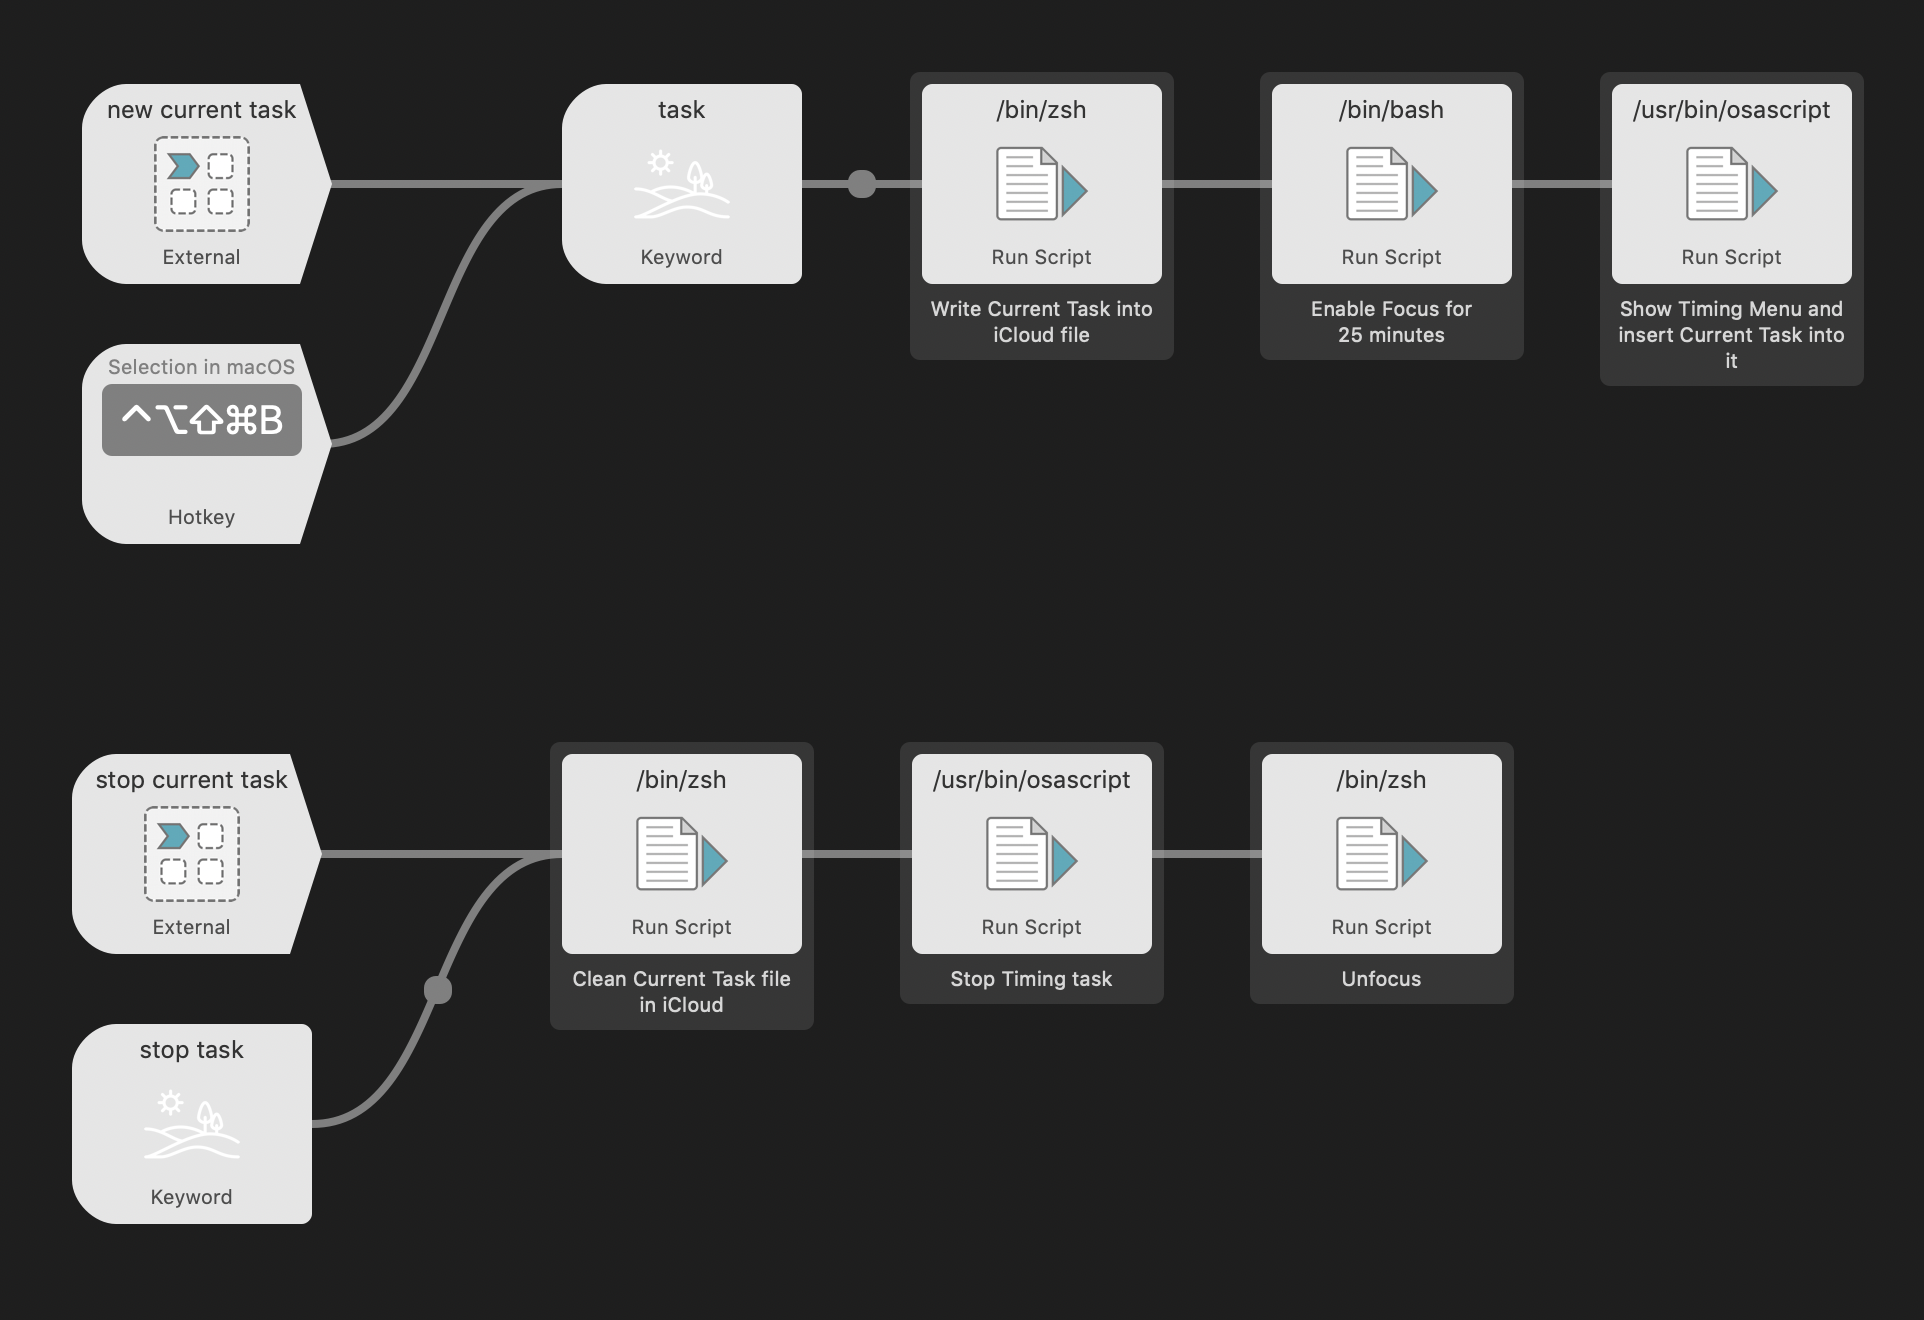 new current task
External
task
Keyword
/bin/zsh
Run Script
Write Current Task into
iCloud file
/bin/bash
Run Script
Enable Focus for
25 minutes
/usr/bin/osascript
Run Script
Show Timing Menu and
insert Current Task into
it
Selection in macOS
⌃⌥⇧⌘B
Hotkey
stop current task
External
/bin/zsh
Run Script
Clean Current Task file
in iCloud
/usr/bin/osascript
Run Script
Stop Timing task
/bin/zsh
Run Script
Unfocus
stop task
Keyword